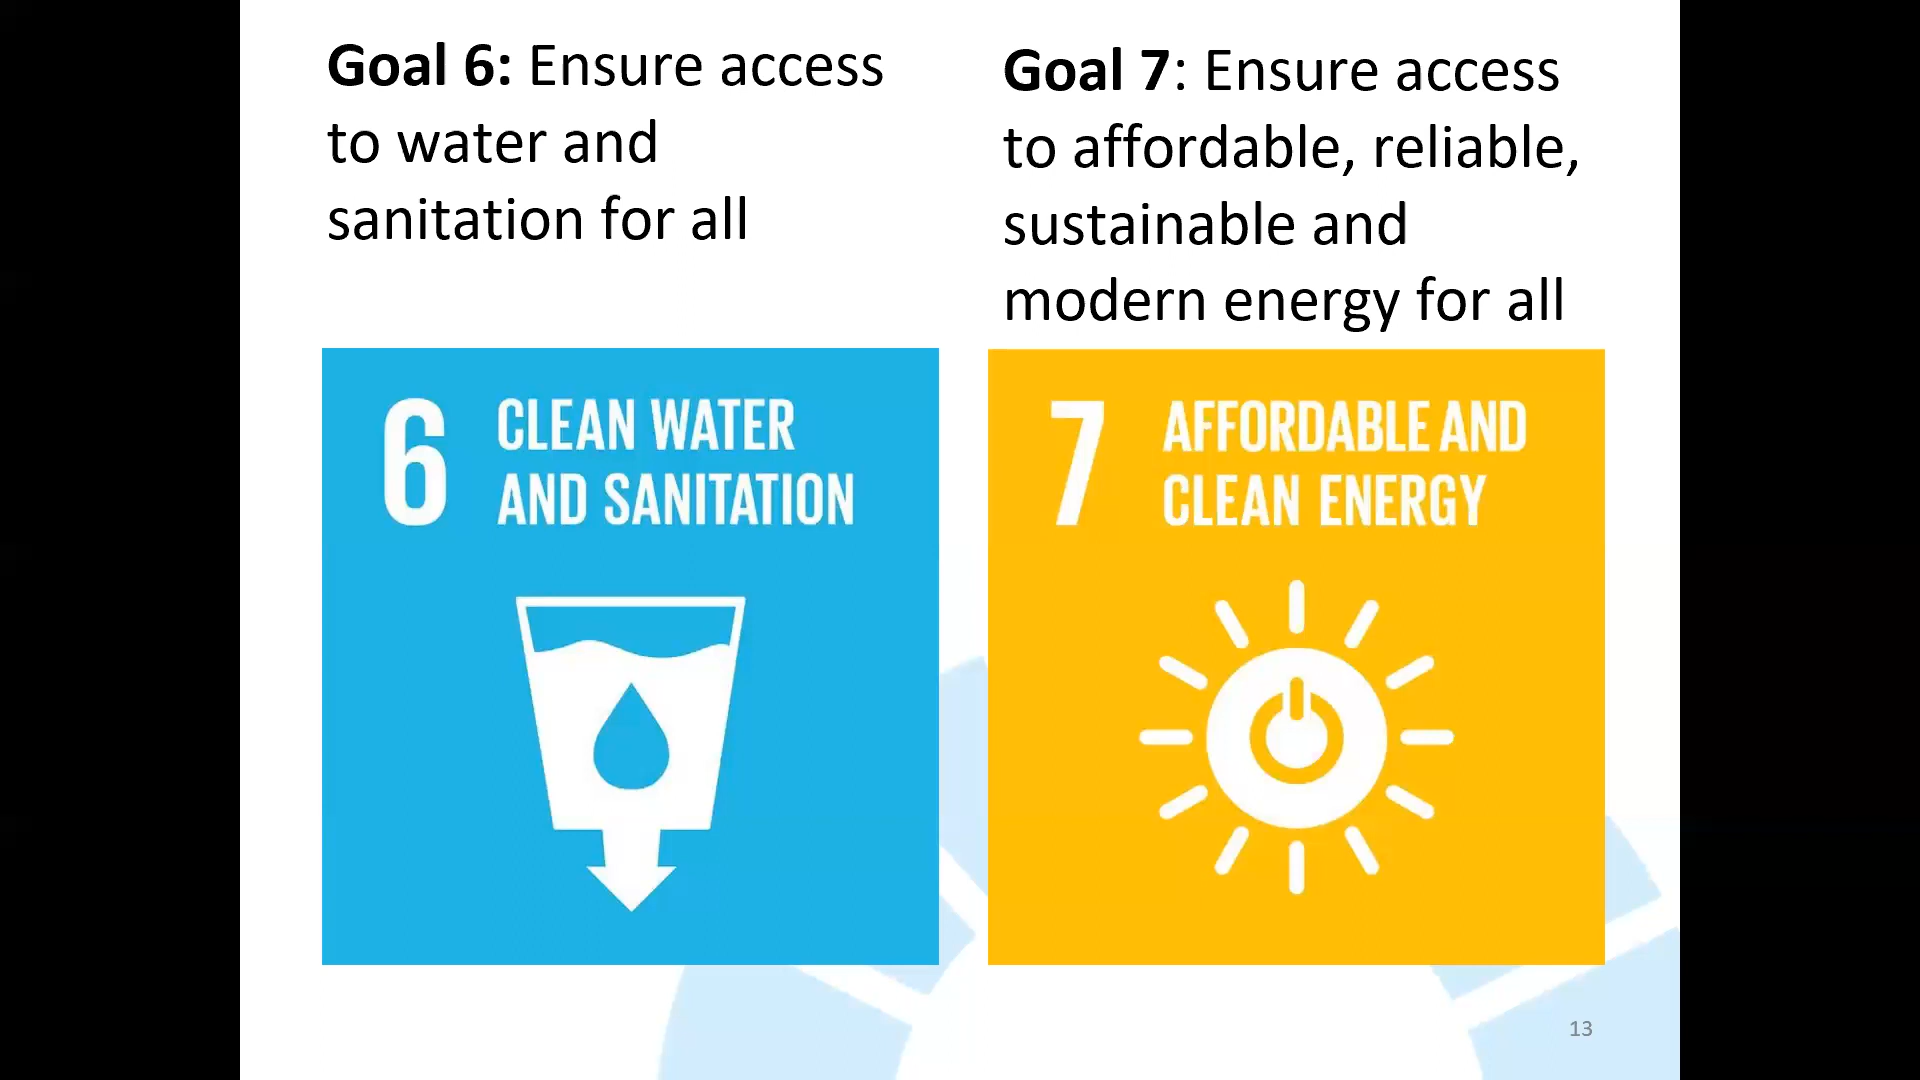 Goal 6: Ensure access
to water and
sanitation for all
Goal 7: Ensure access
to affordable, reliable,
sustainable and
modern energy for all
6
CLEAN WATER
AND SANITATION
7
AFFORDABLE AND
CLEAN ENERGY
13